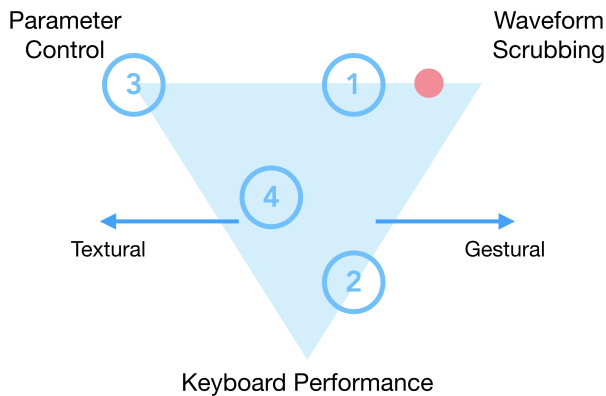 Parameter
Control
Waveform
Scrubbing
3
1
4
Textural
Gestural
2
Keyboard Performance